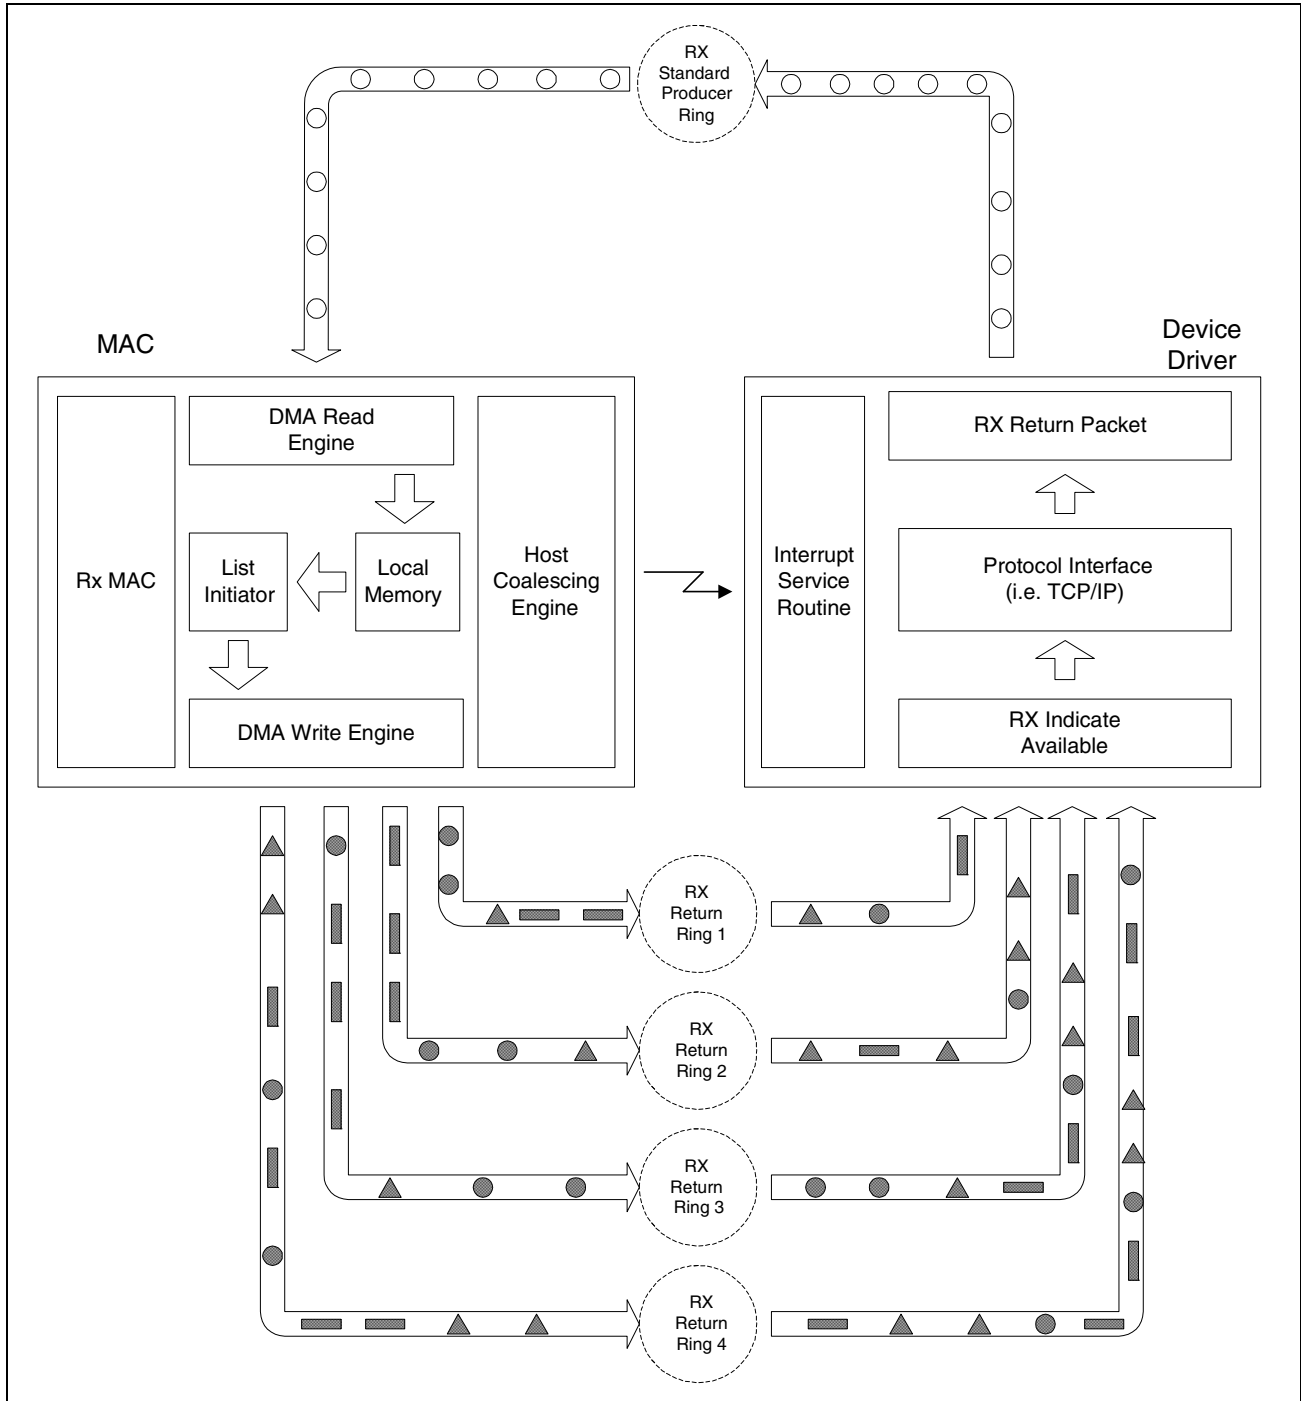 RX
Standard
Producer
Ring
MAC
Device
Driver
Rx MAC
DMA Read
Engine
List
Initiator
Local
Memory
DMA Write Engine
Host
Coalescing
Engine
Interrupt
Service
Routine
RX Return Packet
Protocol Interface
(i.e. TCP/IP)
RX Indicate
Available
RX
Return
Ring 1
RX
Return
Ring 2
RX
Return
Ring 3
RX
Return
Ring 4